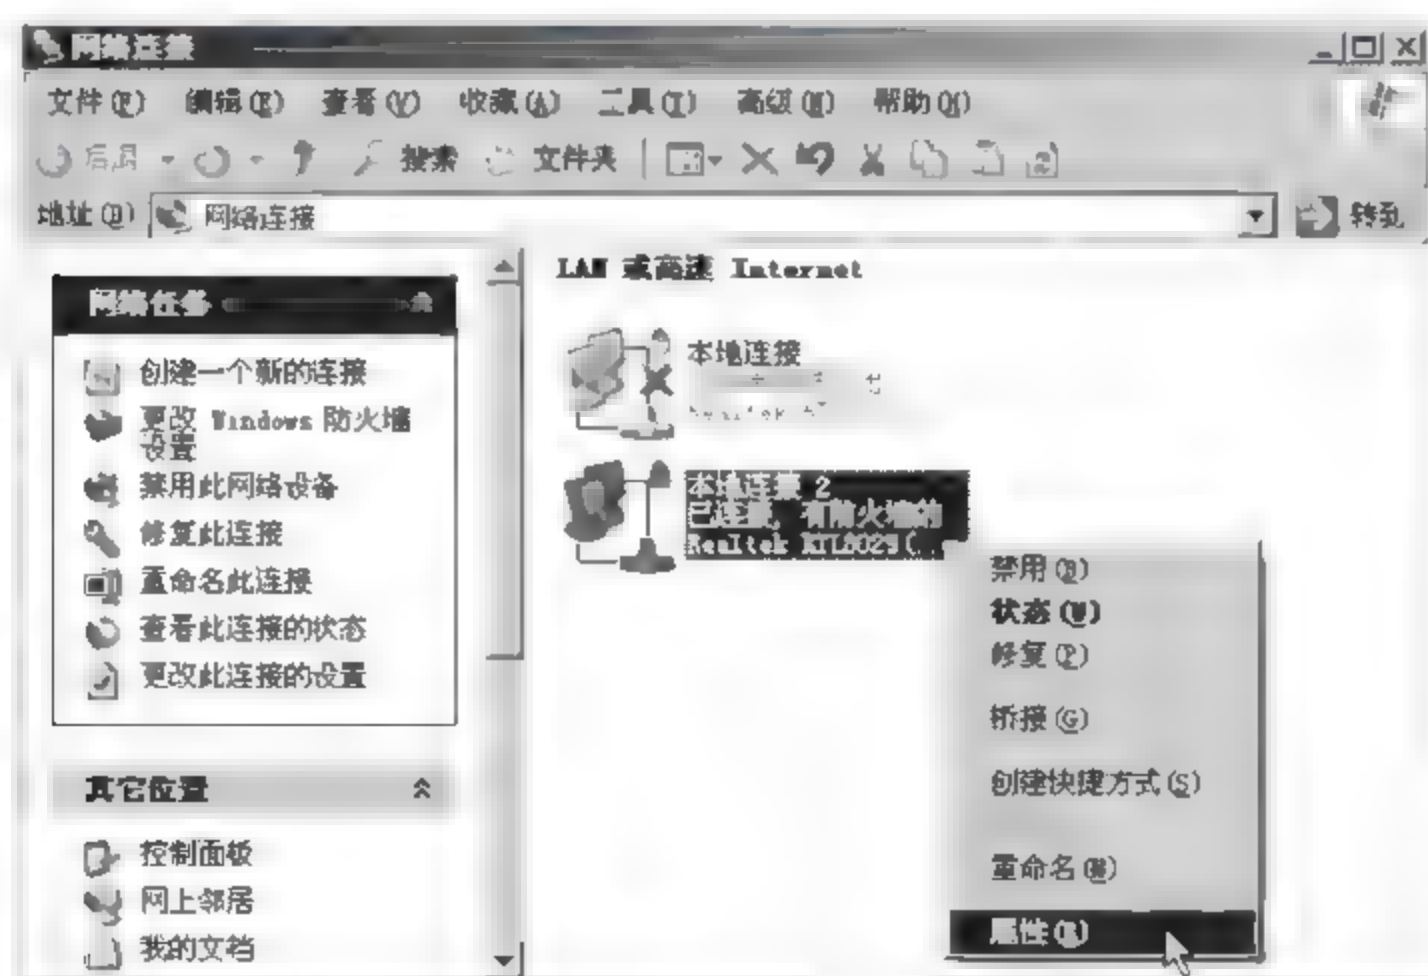 网络连接
文件(F) 编辑(E) 查看(V) 收藏(A) 工具(T) 高级(N) 帮助(H)
后退 搜索 文件夹
地址(D) 网络连接 转到
LAN 或高速 Internet
网络任务
创建一个新的连接
更改 Windows 防火墙
设置
禁用此网络设备
修复此连接
重命名此连接
查看此连接的状态
更改此连接的设置
其它位置
控制面板
网上邻居
我的文档
本地连接
本地连接 2
已连接, 有防火墙的
Realtek RTL8029(...
禁用(B)
状态(U)
修复(P)
桥接(G)
创建快捷方式(S)
重命名(M)
属性(R)